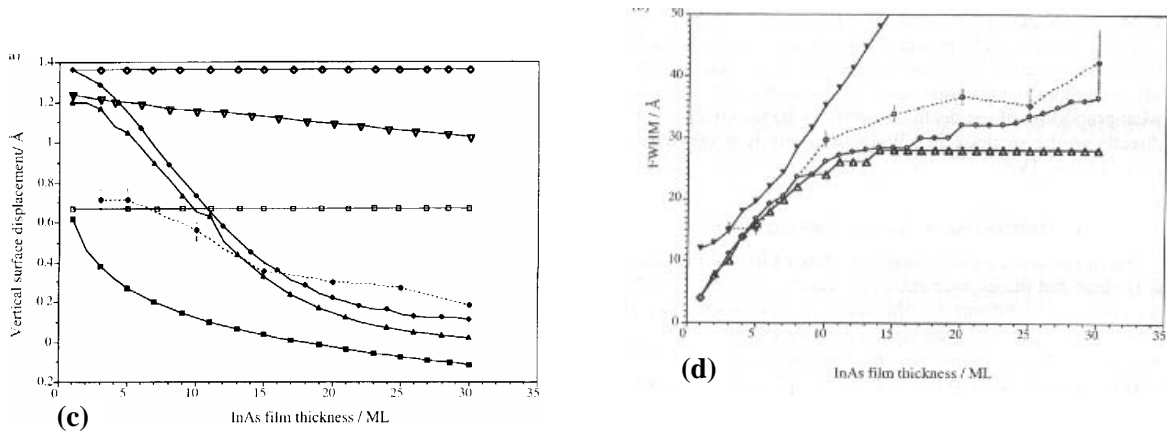 a)
1.4
1.2
1
0.8
0.6
0.4
0.2
0
0.2
Vertical surface displacement/ Å
0 5 10 15 20 25 30 35
InAs film thickness / ML
(c)
50
40
30
20
10
0
FWHM / Å
0 5 10 15 20 25 30 35
InAs film thickness / ML
(d)